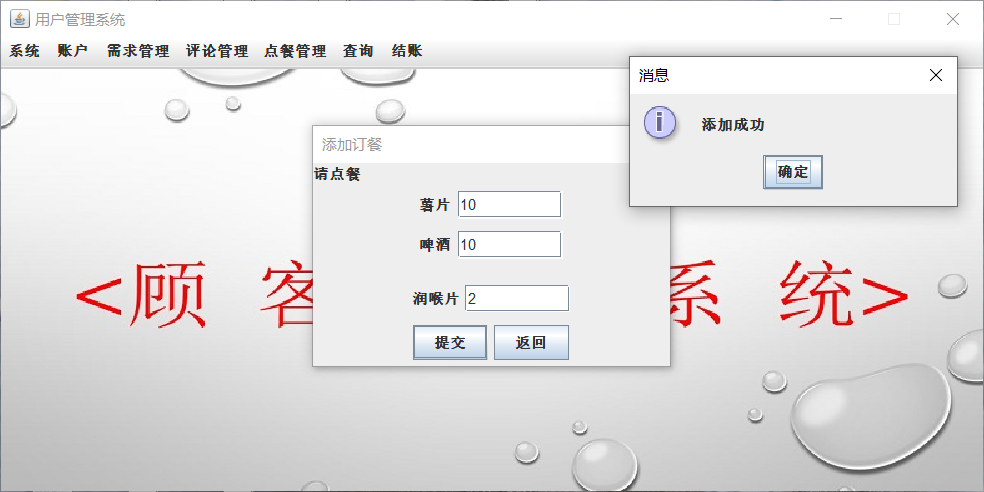 用户管理系统
系统 账户 需求管理 评论管理 点餐管理 查询 结账
消息
添加成功
确定
添加订餐
请点餐
薯片 10
啤酒 10
润喉片 2
提交 返回
<顾 客 系 统>